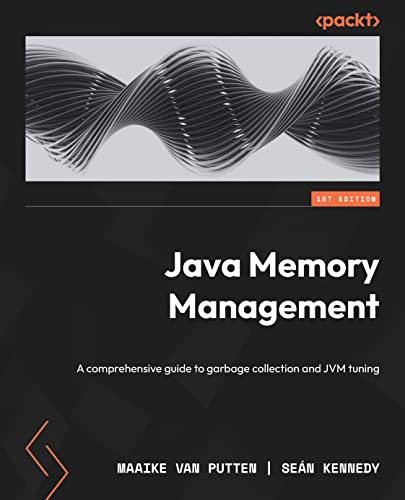 <packt>
1ST EDITION
Java Memory
Management
A comprehensive guide to garbage collection and JVM tuning
MAAIKE VAN PUTTEN | SEÁN KENNEDY